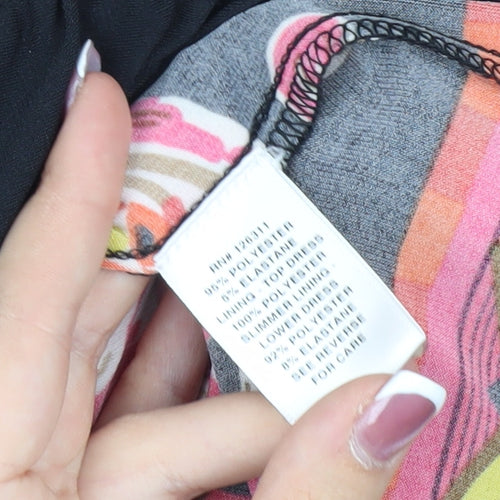 RN# 120311
95% POLYESTER
5% ELASTANE
LINING - TOP DRESS
100% POLYESTER
SLIMMER LINING -
LOWER DRESS
92% POLYESTER
8% ELASTANE
SEE REVERSE
FOR CARE